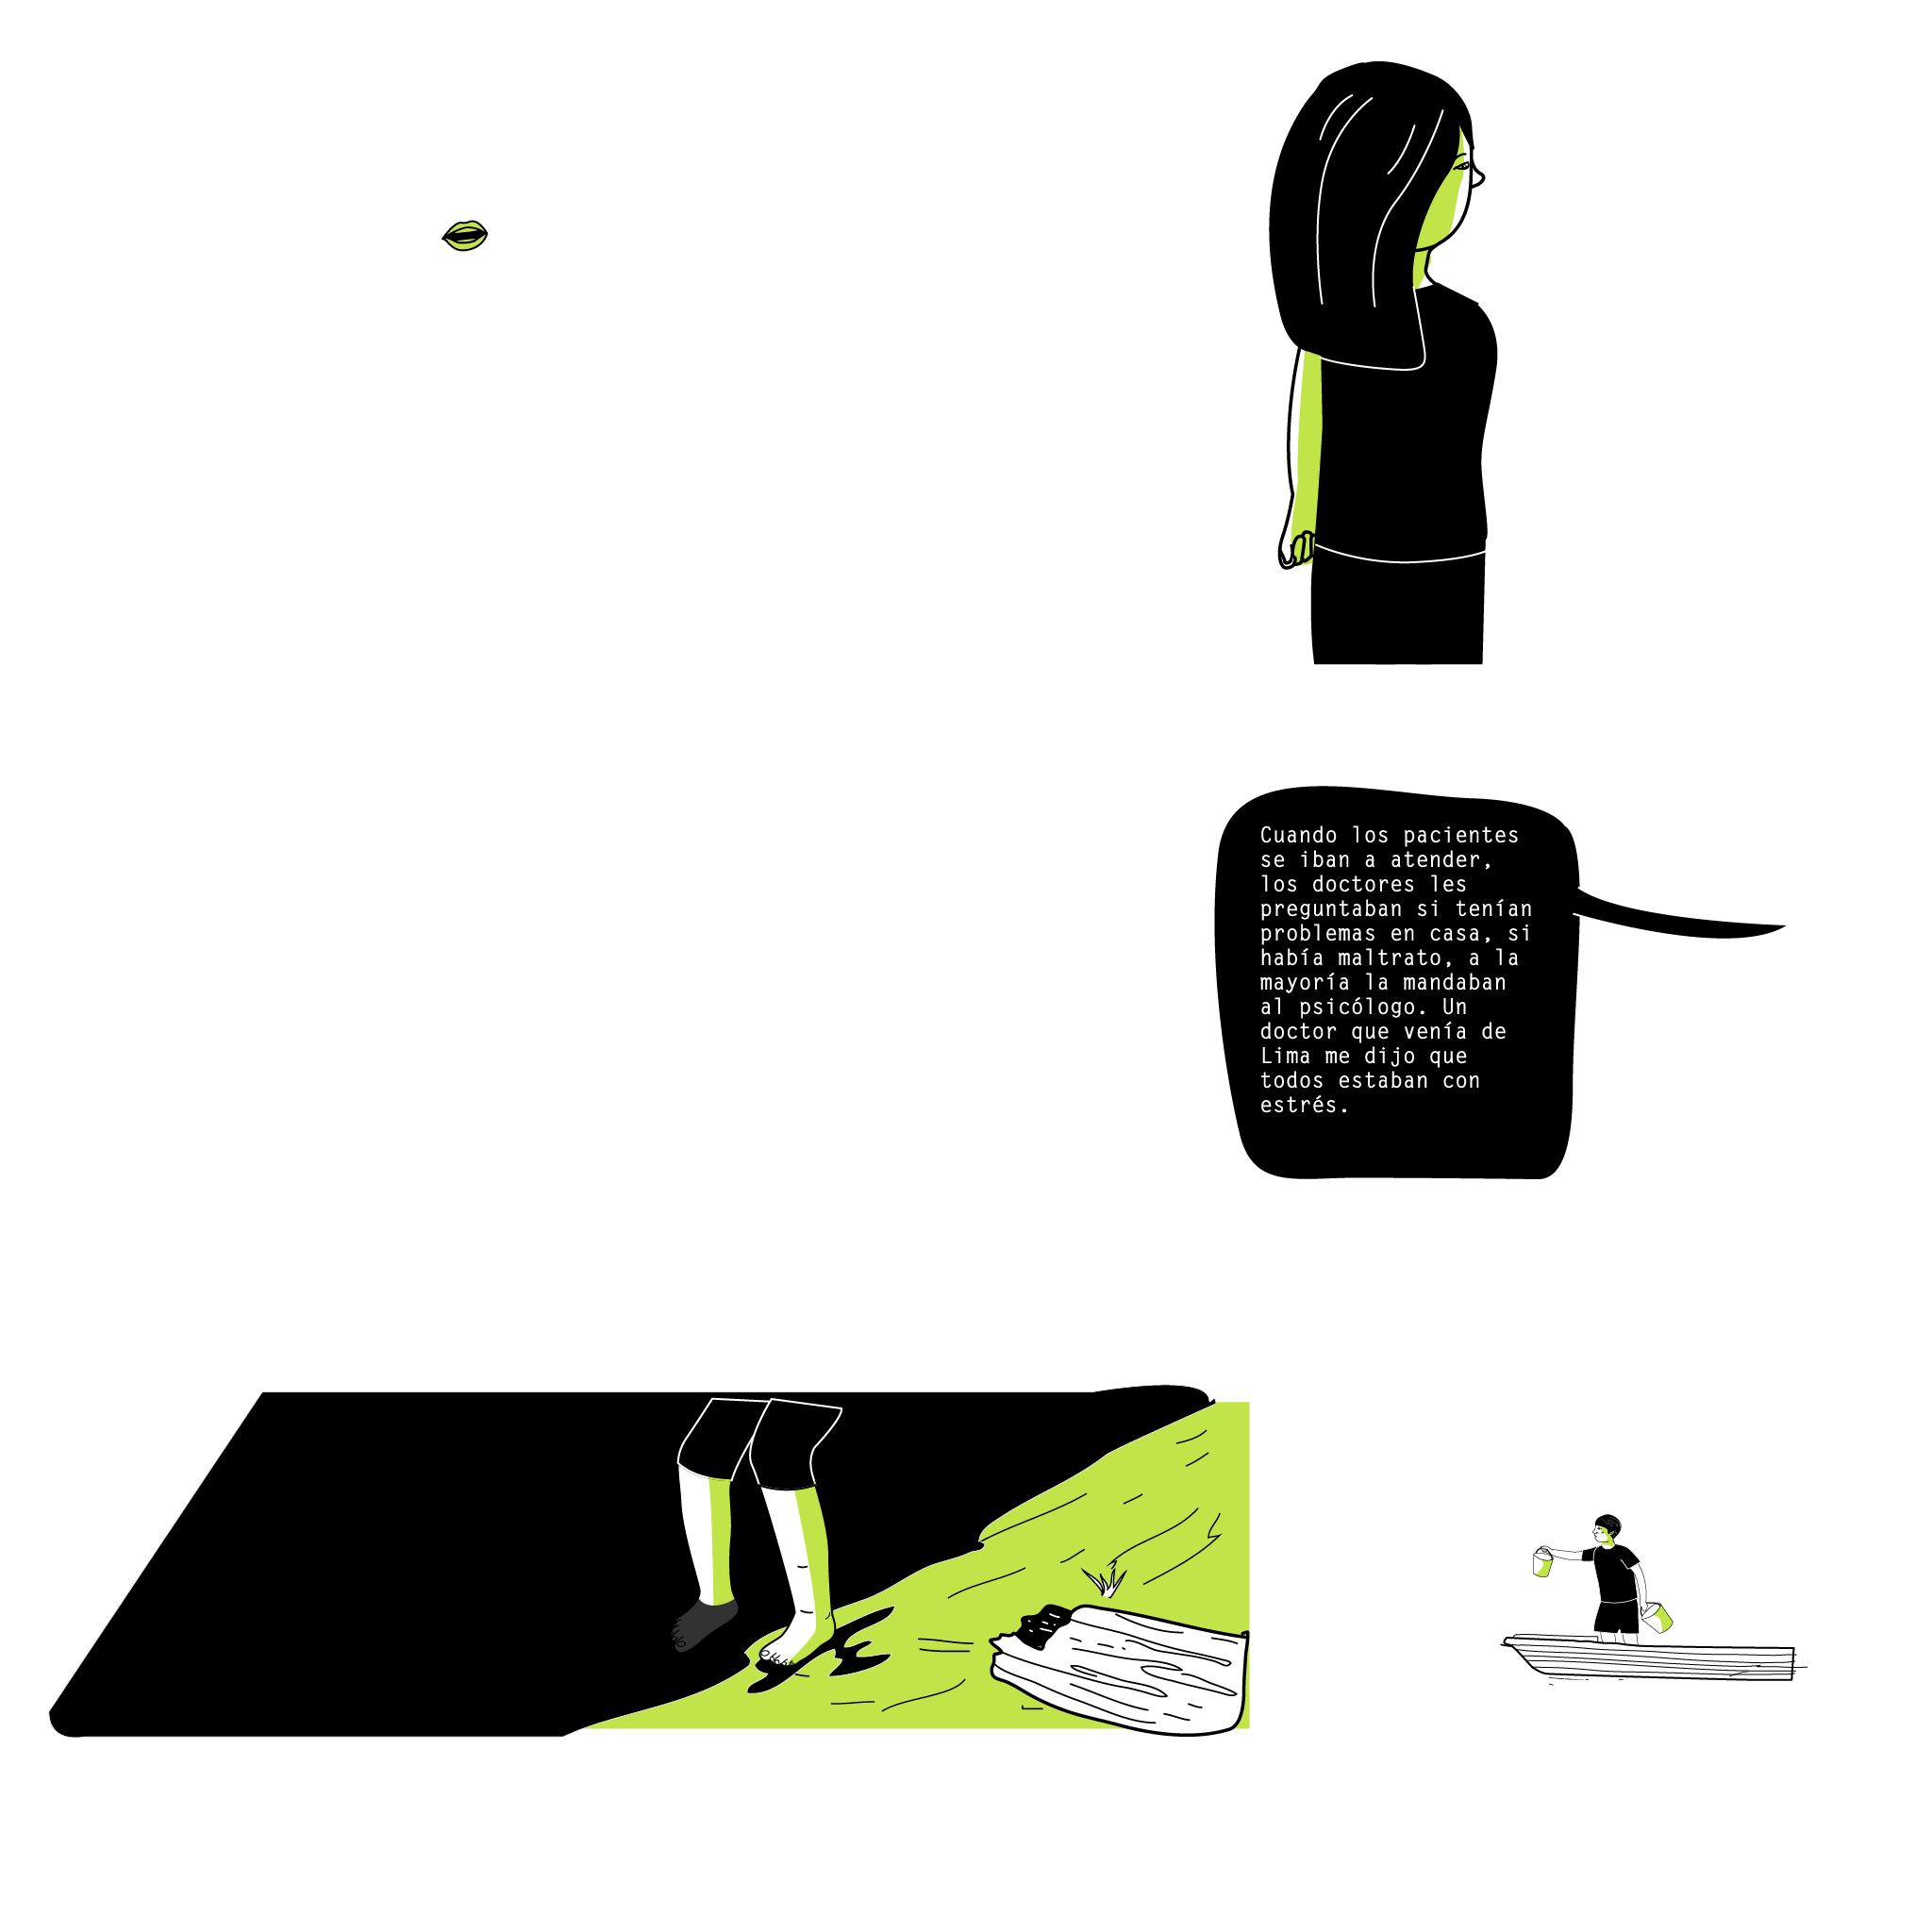 Cuando los pacientes
se iban a atender,
los doctores les
preguntaban si tenían
problemas en casa, si
había maltrato, a la
mayoría la mandaban
al psicólogo. Un
doctor que venía de
Lima me dijo que
todos estaban con
estrés.